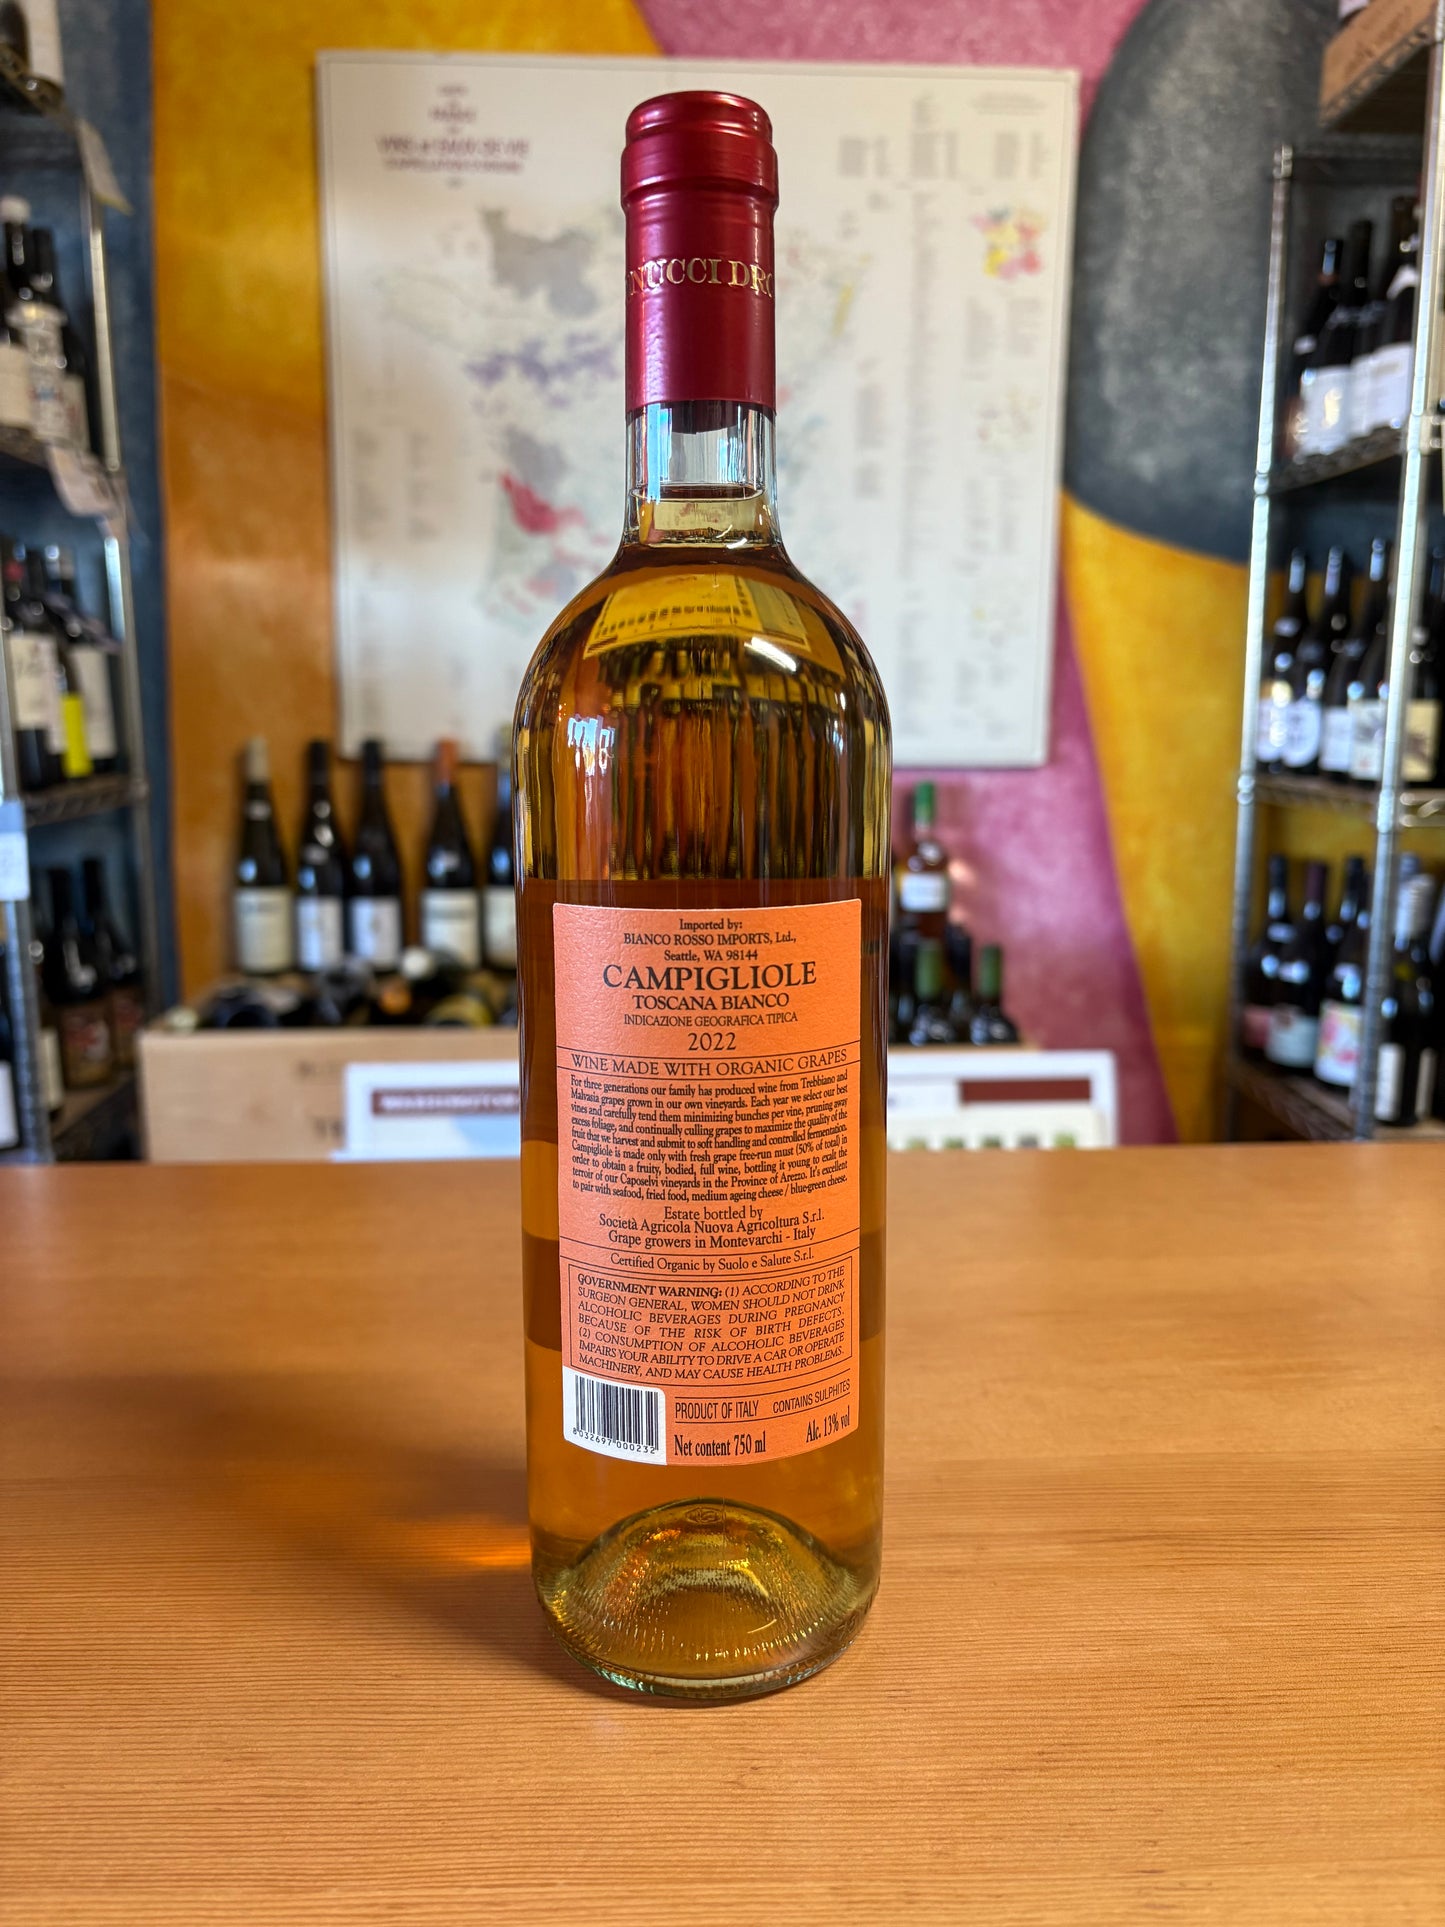 NUCCI DRO
VINS et EAUX DE VIE
Imported by:
BIANCO ROSSO IMPORTS, Ltd.,
Seattle, WA 98144
CAMPIGLIOLE
TOSCANA BIANCO
INDICAZIONE GEOGRAFICA TIPICA
2022
WINE MADE WITH ORGANIC GRAPES
For three generations our family has produced wine from Trebbiano and
Malvasia grapes grown in our own vineyards. Each year we select our best
vines and carefully tend them minimizing bunches per vine, pruning away
excess foliage, and continually culling grapes to maximize the quality of the
fruit that we harvest and submit to soft handling and controlled fermentation.
Campigliole is made only with fresh grape free-run must (50% of total) in
order to obtain a fruity, bodied, full wine, bottling it young to exalt the
terroir of our Caposelvi vineyards in the Province of Arezzo. It's excellent
to pair with seafood, fried food, medium ageing cheese / blue-green cheese.
Estate bottled by
Società Agricola Nuova Agricoltura S.r.l.
Grape growers in Montevarchi - Italy
Certified Organic by Suolo e Salute S.r.l.
GOVERNMENT WARNING: (1) ACCORDING TO THE
SURGEON GENERAL, WOMEN SHOULD NOT DRINK
ALCOHOLIC BEVERAGES DURING PREGNANCY
BECAUSE OF THE RISK OF BIRTH DEFECTS.
(2) CONSUMPTION OF ALCOHOLIC BEVERAGES
IMPAIRS YOUR ABILITY TO DRIVE A CAR OR OPERATE
MACHINERY, AND MAY CAUSE HEALTH PROBLEMS.
PRODUCT OF ITALY CONTAINS SULPHITES
Net content 750 ml Alc. 13% vol
8 032697 000232
WASHINGTON